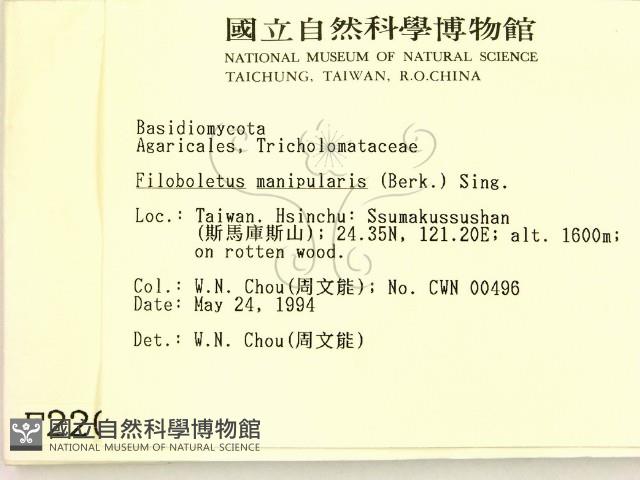 國立自然科學博物館
NATIONAL MUSEUM OF NATURAL SCIENCE
TAICHUNG, TAIWAN, R.O.CHINA
Basidiomycota
Agaricales, Tricholomataceae
Filoboletus manipularis (Berk.) Sing.
Loc.: Taiwan. Hsinchu: Ssumakussushan
(斯馬庫斯山); 24.35N, 121.20E; alt. 1600m;
on rotten wood.
Col.: W.N. Chou(周文能); No. CWN 00496
Date: May 24, 1994
Det.: W.N. Chou(周文能)
國立自然科學博物館
NATIONAL MUSEUM OF NATURAL SCIENCE